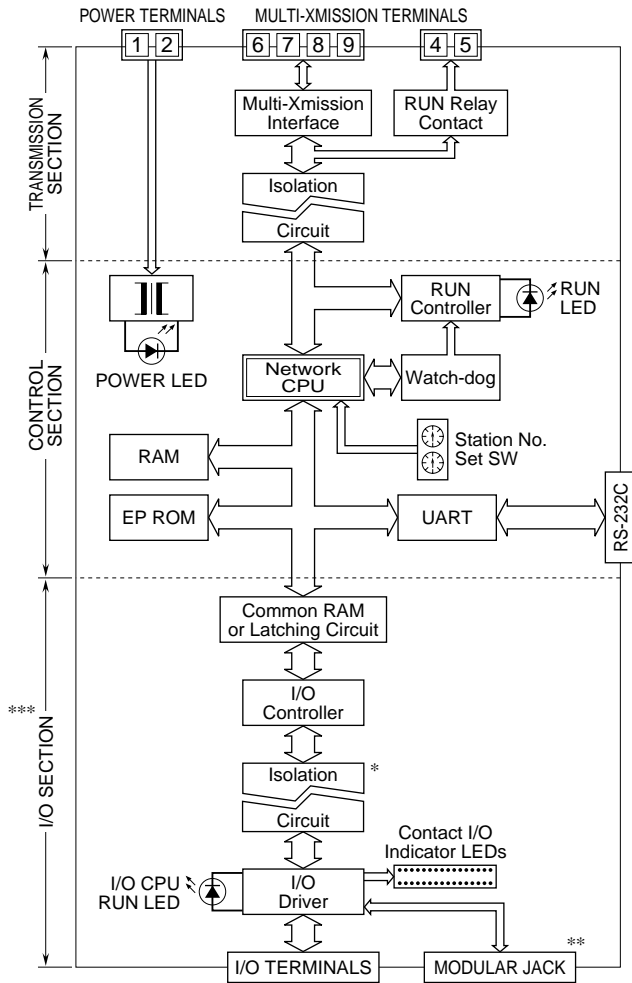 POWER TERMINALS
MULTI-XMISSION TERMINALS
1 2
6 7 8 9
4 5
TRANSMISSION
SECTION
Multi-Xmission
Interface
RUN Relay
Contact
Isolation
Circuit
CONTROL
SECTION
POWER LED
RUN
Controller
RUN
LED
Network
CPU
Watch-dog
Station No.
Set SW
RAM
EP ROM
UART
RS-232C
***
I/O SECTION
Common RAM
or Latching Circuit
I/O
Controller
Isolation
Circuit
*
Contact I/O
Indicator LEDs
I/O CPU
RUN LED
I/O
Driver
I/O TERMINALS
MODULAR JACK
**